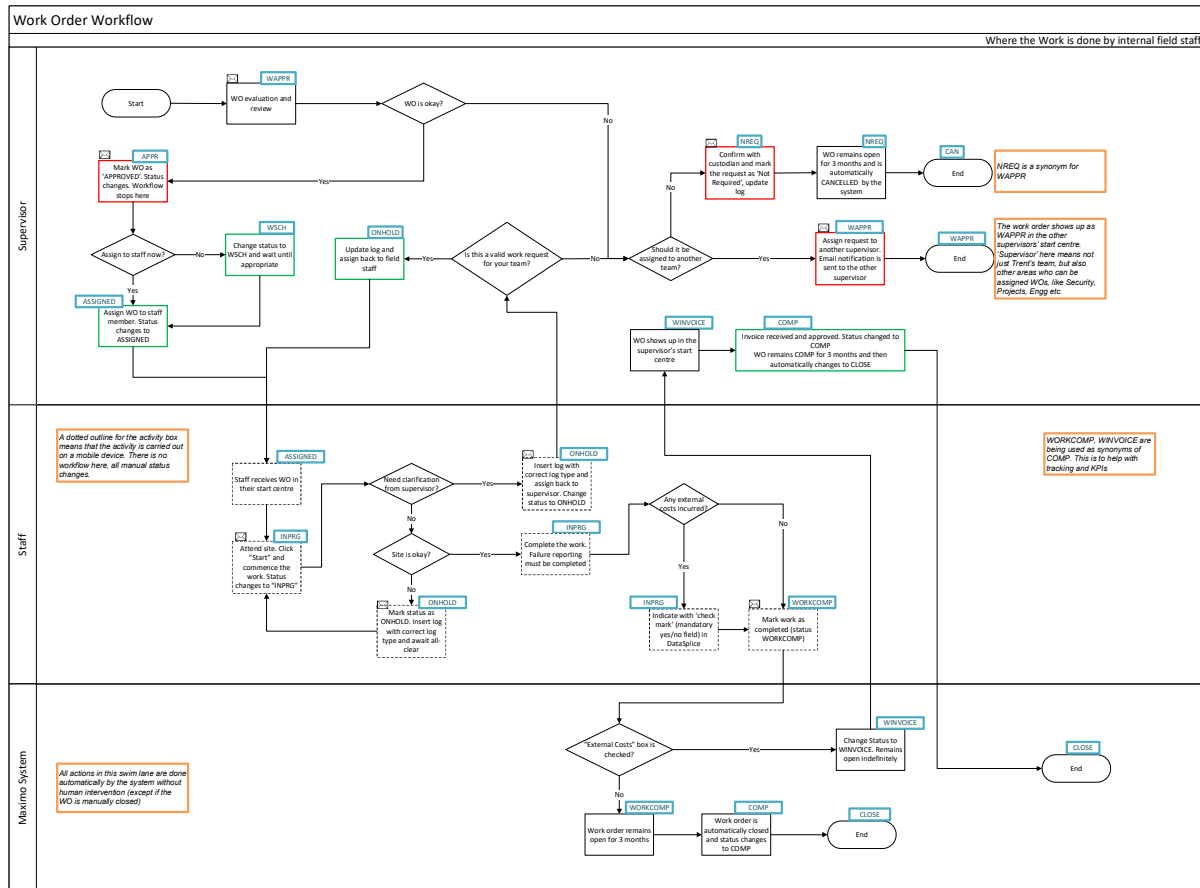 Work Order Workflow
Where the Work is done by internal field staff
Supervisor
Start
WAPPR
WO evaluation and
review
WO is okay?
No
Yes
APPR
Mark WO as
'APPROVED'. Status
changes. Workflow
stops here
Assign to staff now?
No
Yes
WSCH
Change status to
WSCH and wait until
appropriate
ASSIGNED
Assign WO to staff
member. Status
changes to
ASSIGNED
ONHOLD
Update log and
assign back to field
staff
Yes
Is this a valid work request
for your team?
No
Should it be
assigned to another
team?
No
Yes
NREQ
Confirm with
custodian and mark
the request as 'Not
Required', update
log
NREQ
WO remains open
for 3 months and is
automatically
CANCELLED by the
system
CAN
End
NREQ is a synonym for
WAPPR
WAPPR
Assign request to
another supervisor.
Email notification is
sent to the other
supervisor
WAPPR
End
The work order shows up as
WAPPR in the other
supervisors' start centre.
'Supervisor' here means not
just Trent's team, but also
other areas who can be
assigned WOs, like Security,
Projects, Engg etc.
WINVOICE
WO shows up in the
supervisor's start
centre
COMP
Invoice received and approved. Status changed to
COMP
WO remains COMP for 3 months and then
automatically changes to CLOSE
Staff
A dotted outline for the activity box
means that the activity is carried out
on a mobile device. There is no
workflow here, all manual status
changes.
ASSIGNED
Staff receives WO in
their start centre
INPRG
Attend site. Click
"Start" and
commence the
work. Status
changes to "INPRG"
Need clarification
from supervisor?
Yes
No
ONHOLD
Insert log with
correct log type and
assign back to
supervisor. Change
status to ONHOLD
Site is okay?
Yes
No
INPRG
Complete the work.
Failure reporting
must be completed
ONHOLD
Mark status as
ONHOLD. Insert log
with correct log
type and await all-
clear
Any external
costs incurred?
Yes
No
INPRG
Indicate with 'check
mark' (mandatory
yes/no field) in
DataSplice
WORKCOMP
Mark work as
completed (status
WORKCOMP)
WORKCOMP, WINVOICE are
being used as synonyms of
COMP. This is to help with
tracking and KPIs
Maximo System
All actions in this swim lane are done
automatically by the system without
human intervention (except if the
WO is manually closed)
"External Costs" box is
checked?
Yes
No
WINVOICE
Change Status to
WINVOICE. Remains
open indefinitely
CLOSE
End
WORKCOMP
Work order remains
open for 3 months
COMP
Work order is
automatically closed
and status changes
to COMP
CLOSE
End